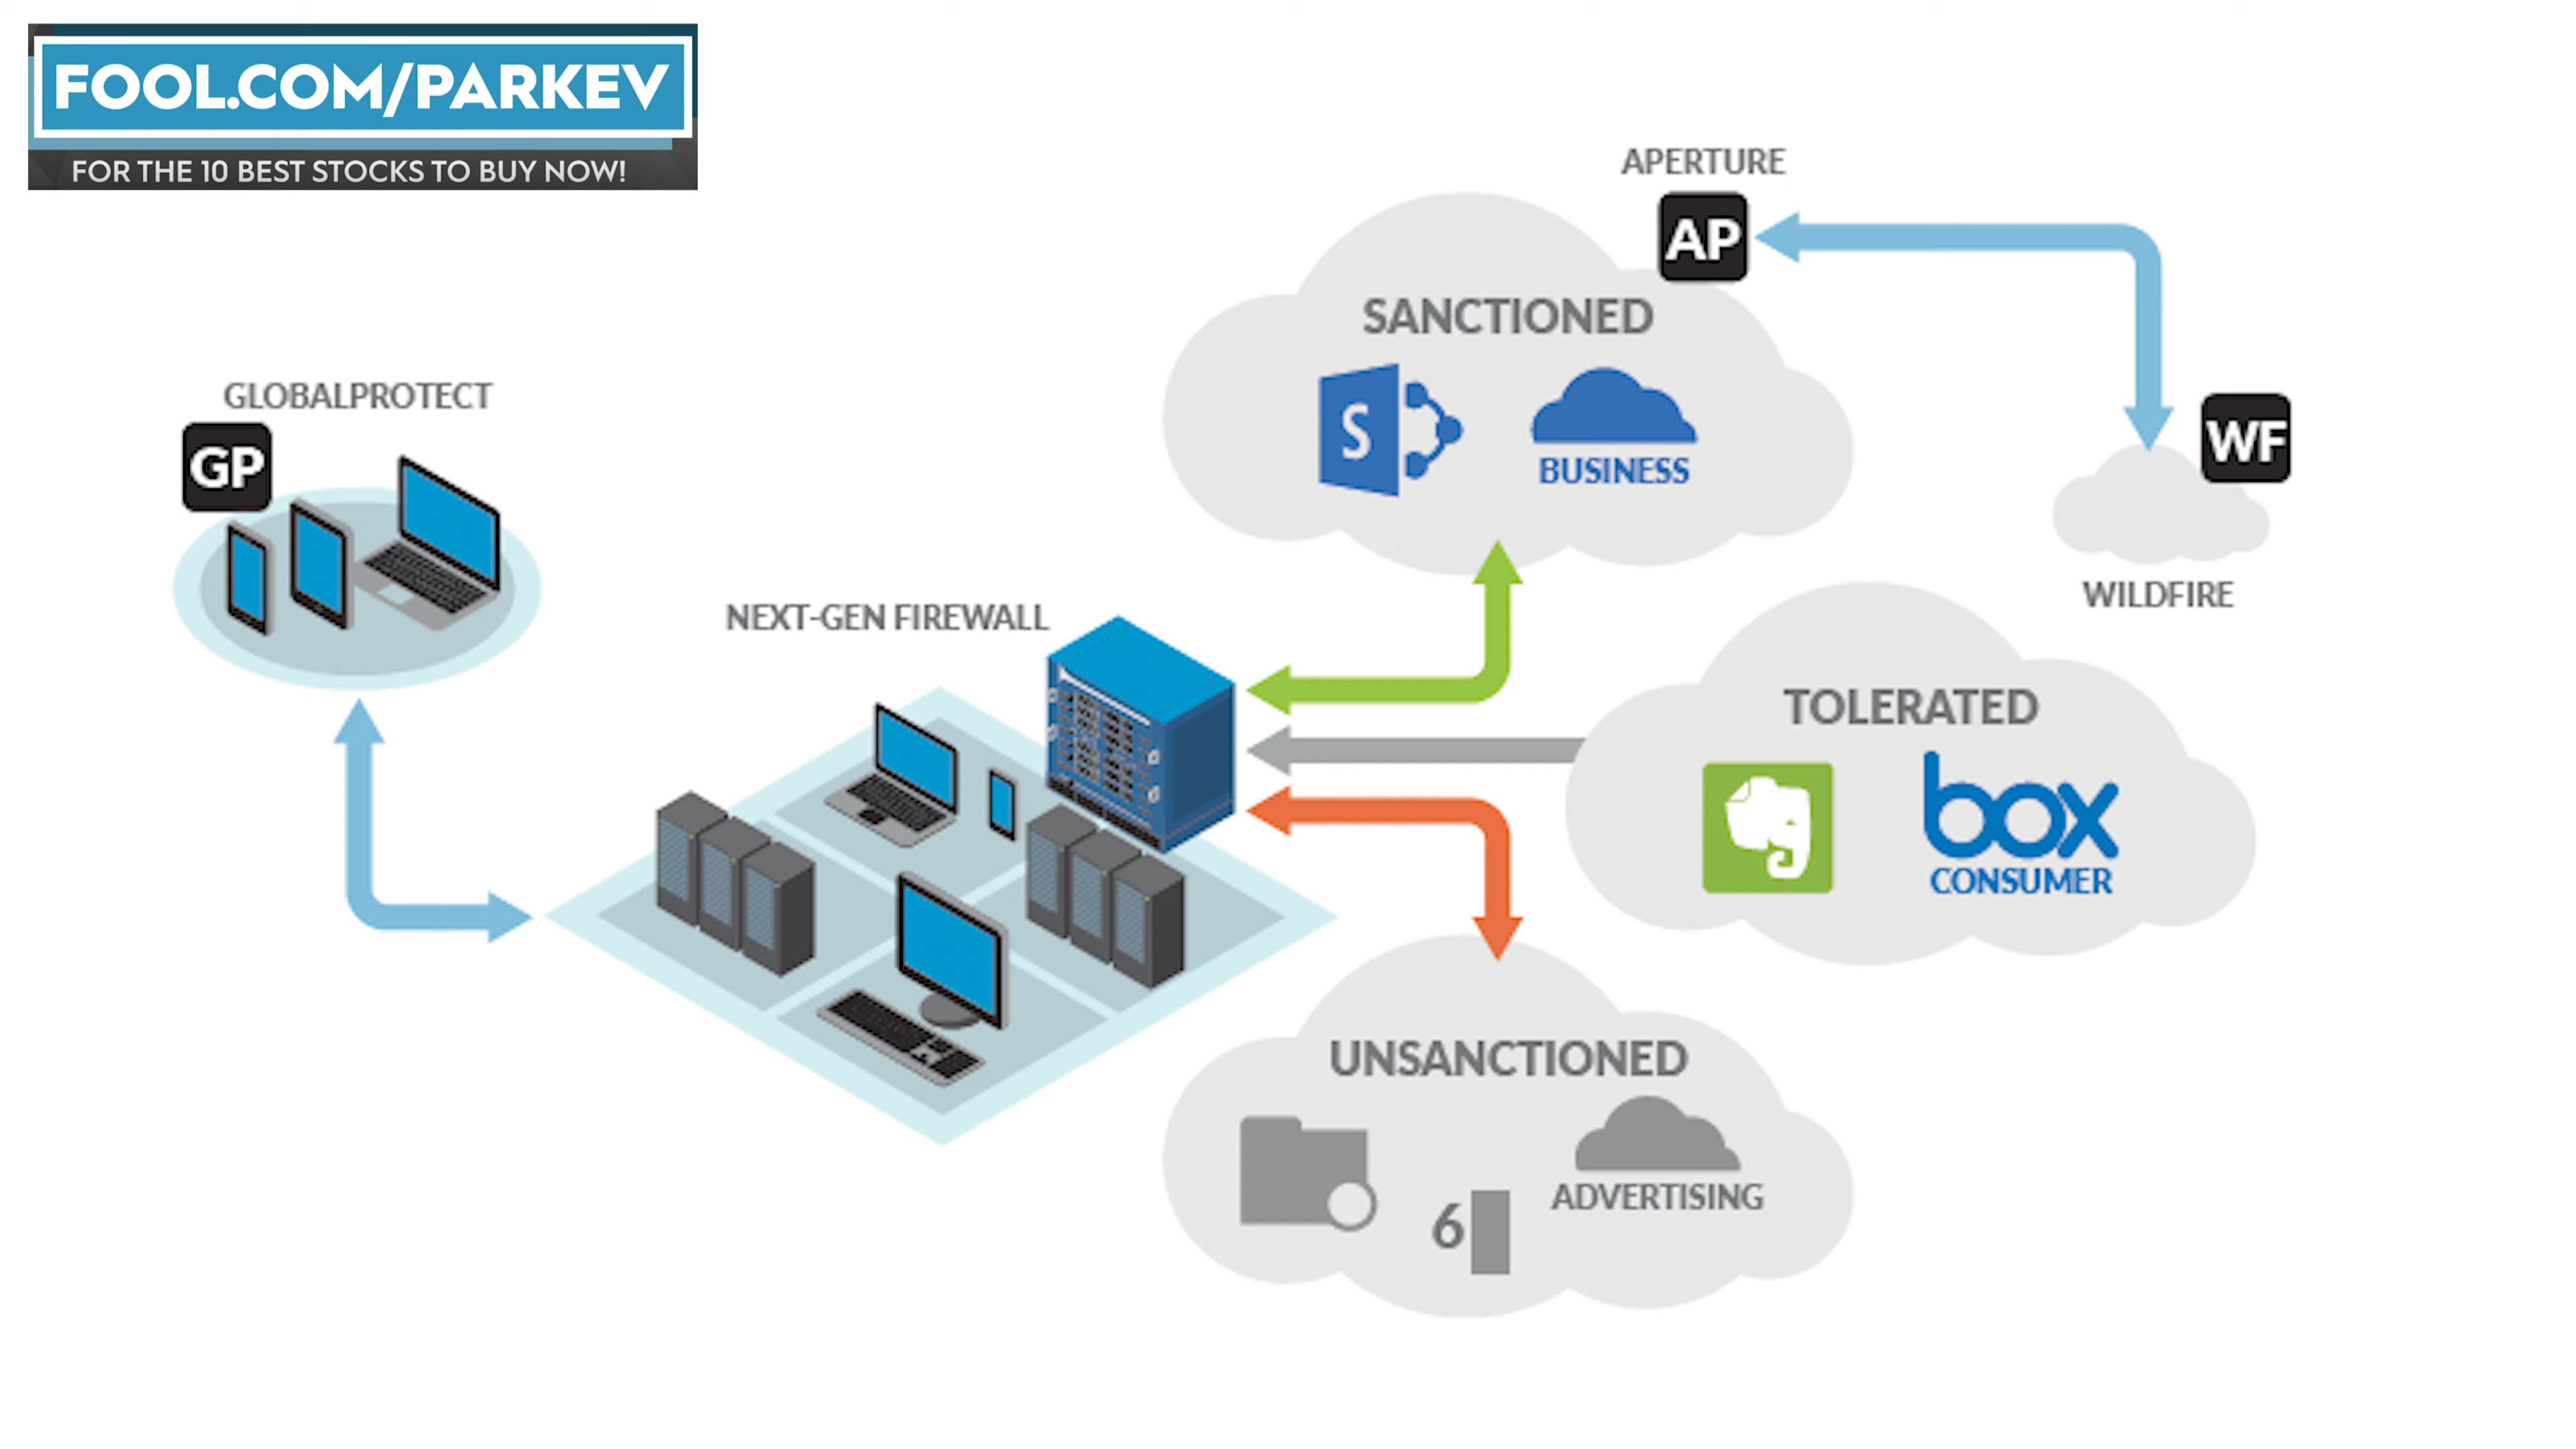 FOOL.COM/PARKEV
FOR THE 10 BEST STOCKS TO BUY NOW!
APERTURE
AP
SANCTIONED
S
BUSINESS
GLOBALPROTECT
GP
WF
WILDFIRE
NEXT-GEN FIREWALL
TOLERATED
box
CONSUMER
UNSANCTIONED
6
ADVERTISING